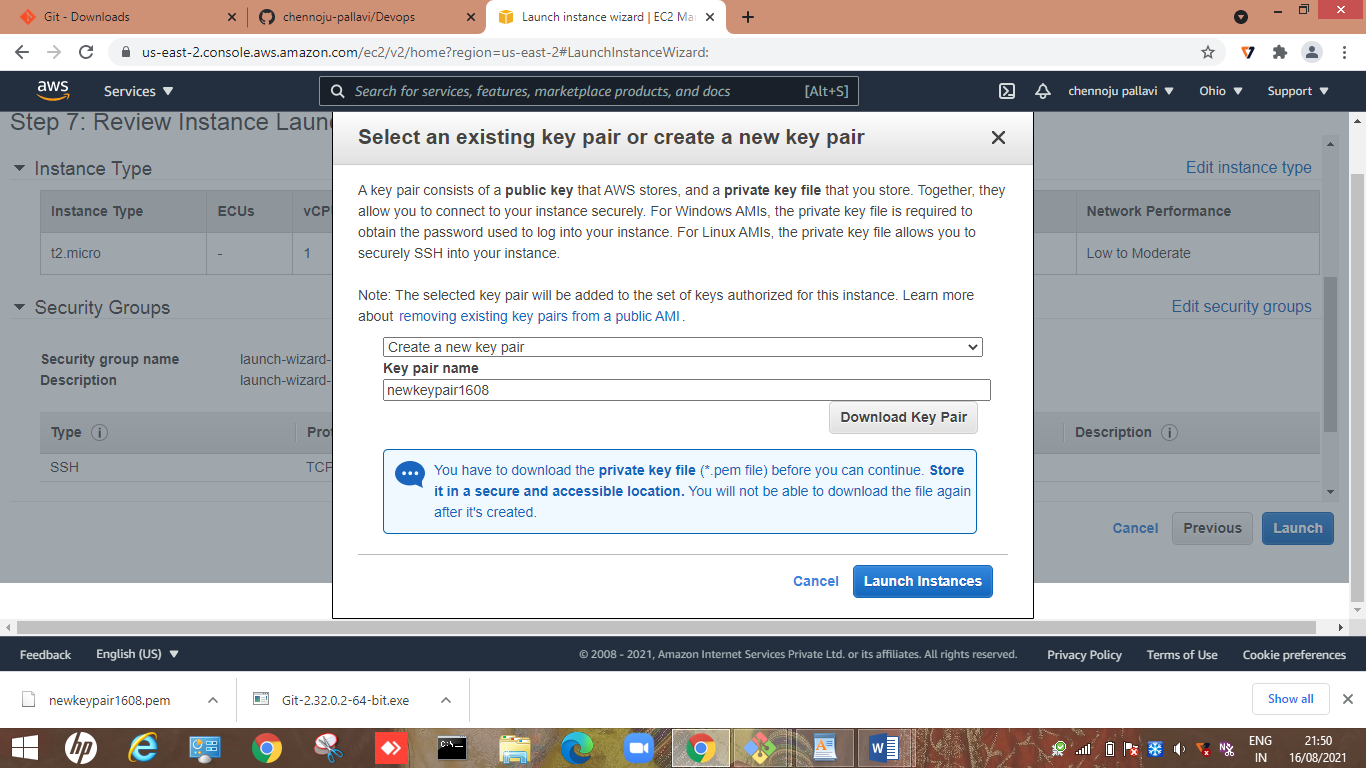 Git - Downloads
chennoju-pallavi/Devops
Launch instance wizard | EC2 Ma
us-east-2.console.aws.amazon.com/ec2/v2/home?region=us-east-2#LaunchInstanceWizard:
aws
Services
Search for services, features, marketplace products, and docs
[Alt+S]
chennoju pallavi
Ohio
Support
Step 7: Review Instance Laun
Select an existing key pair or create a new key pair
Instance Type
Edit instance type
Instance Type
ECUs
vCP
Network Performance
t2.micro
-
1
Low to Moderate
A key pair consists of a public key that AWS stores, and a private key file that you store. Together, they
allow you to connect to your instance securely. For Windows AMIs, the private key file is required to
obtain the password used to log into your instance. For Linux AMIs, the private key file allows you to
securely SSH into your instance.
Note: The selected key pair will be added to the set of keys authorized for this instance. Learn more
about removing existing key pairs from a public AMI .
Security Groups
Edit security groups
Security group name
launch-wizard-
Description
launch-wizard-
Create a new key pair
Key pair name
newkeypair1608
Download Key Pair
Type
Prot
Description
SSH
TCP
You have to download the private key file (*.pem file) before you can continue. Store
it in a secure and accessible location. You will not be able to download the file again
after it's created.
Cancel
Launch Instances
Cancel
Previous
Launch
Feedback
English (US)
© 2008 - 2021, Amazon Internet Services Private Ltd. or its affiliates. All rights reserved.
Privacy Policy
Terms of Use
Cookie preferences
newkeypair1608.pem
Git-2.32.0.2-64-bit.exe
Show all
ENG
IN
21:50
16/08/2021